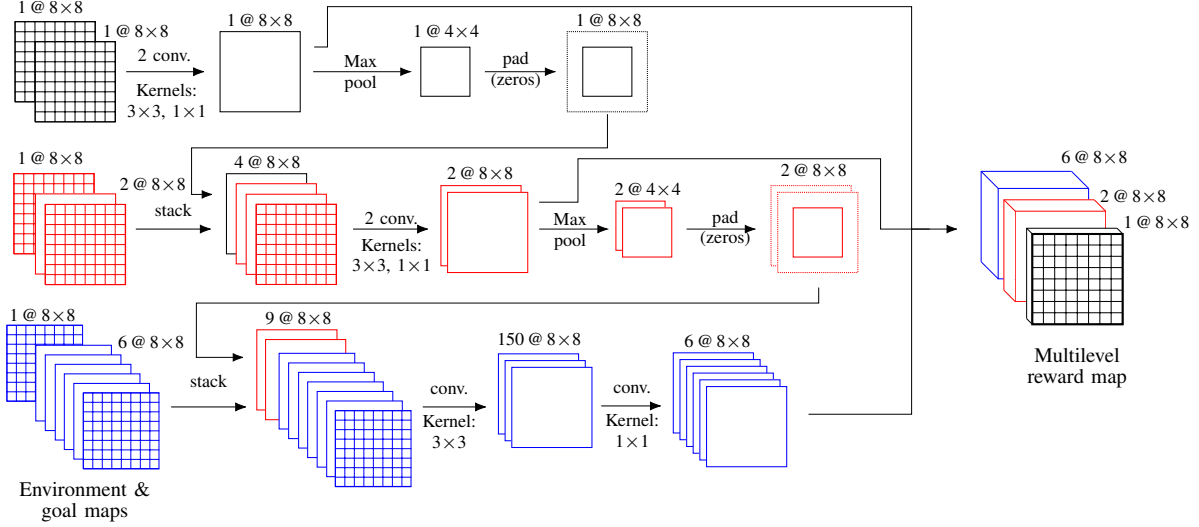 1 @ 8×8
1 @ 8×8
2 conv.
Kernels:
3×3, 1×1
1 @ 8×8
Max
pool
1 @ 4×4
pad
(zeros)
1 @ 8×8
1 @ 8×8
2 @ 8×8
stack
4 @ 8×8
2 conv.
Kernels:
3×3, 1×1
2 @ 8×8
Max
pool
2 @ 4×4
pad
(zeros)
2 @ 8×8
1 @ 8×8
6 @ 8×8
stack
9 @ 8×8
conv.
Kernel:
3×3
150 @ 8×8
conv.
Kernel:
1×1
6 @ 8×8
6 @ 8×8
2 @ 8×8
1 @ 8×8
Multilevel
reward map
Environment &
goal maps